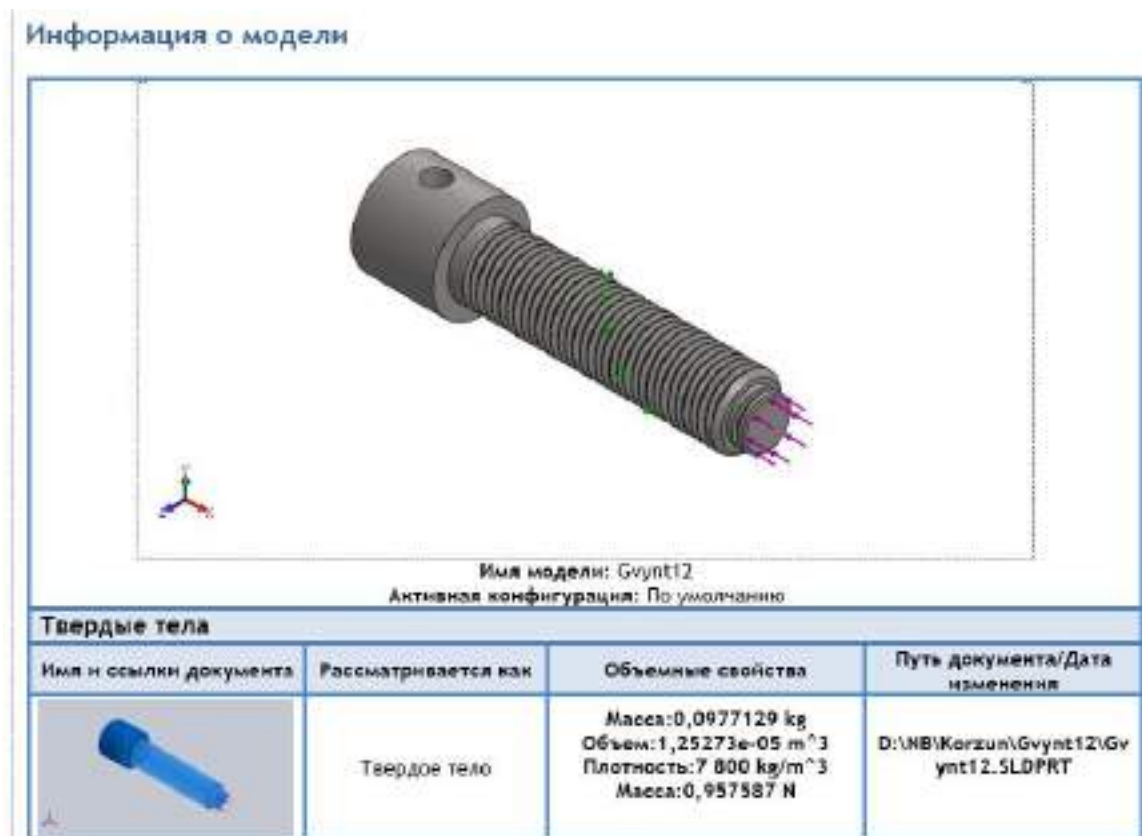 Информация о модели
Имя модели: Gvynt12
Активная конфигурация: По умолчанию
Твердые тела
Имя и ссылки документа
Рассматривается как
Объемные свойства
Путь документа/Дата
изменения
Твердое тело
Масса:0,0977129 kg
Объем:1,25273e-05 m^3
Плотность:7 800 kg/m^3
Масса:0,957587 N
D:\NB\Korzun\Gvynt12\Gv
ynt12.SLDPRT